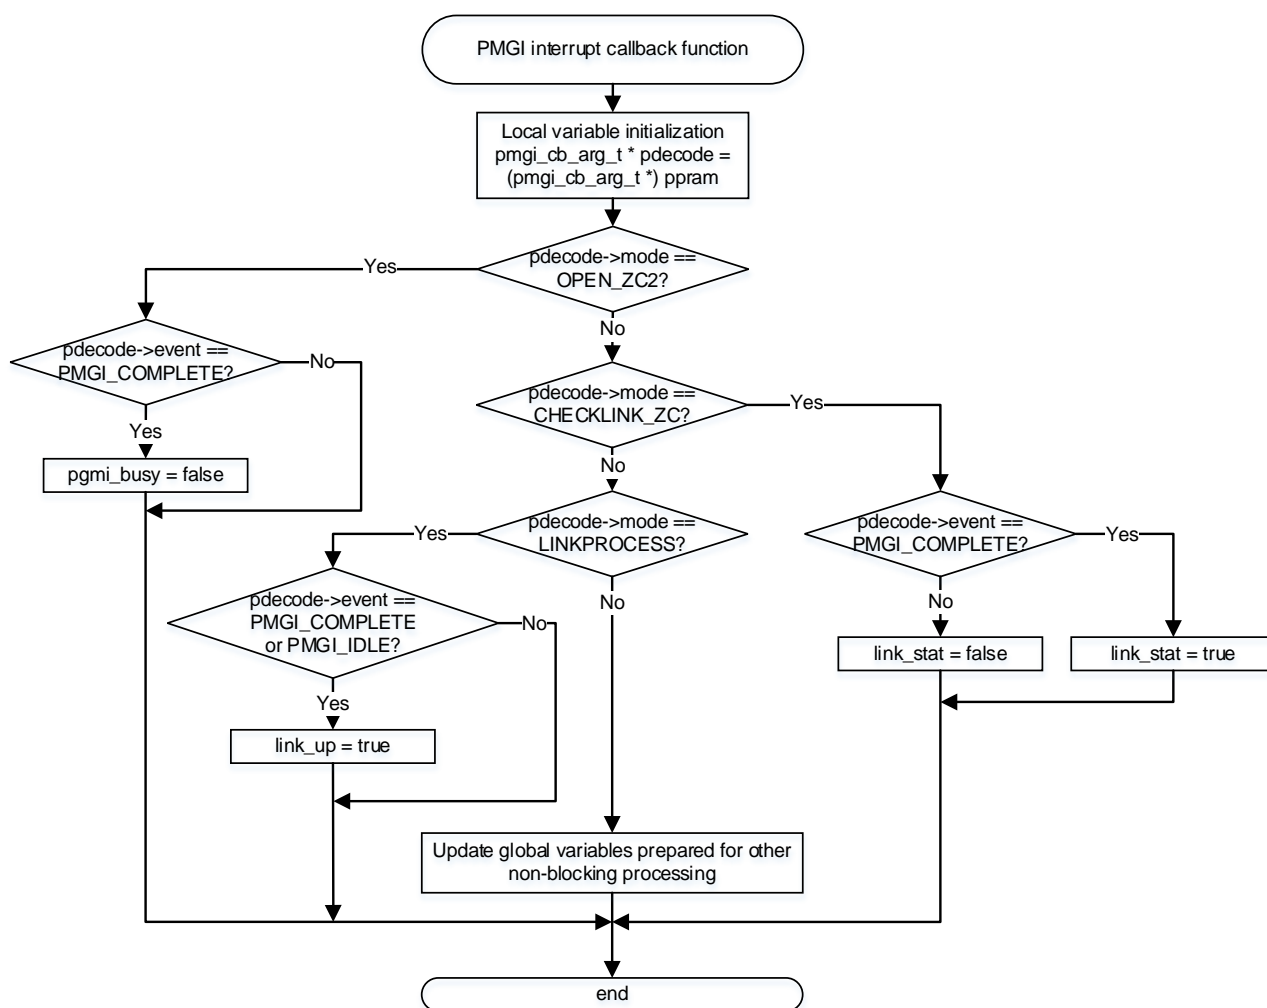 PMGI interrupt callback function
Local variable initialization
pmgi_cb_arg_t * pdecode =
(pmgi_cb_arg_t *) ppram
pdecode->mode ==
OPEN_ZC2?
Yes
No
pdecode->event ==
PMGI_COMPLETE?
No
Yes
pgmi_busy = false
pdecode->mode ==
CHECKLINK_ZC?
Yes
No
pdecode->mode ==
LINKPROCESS?
Yes
No
pdecode->event ==
PMGI_COMPLETE?
Yes
No
link_stat = false
link_stat = true
pdecode->event ==
PMGI_COMPLETE
or PMGI_IDLE?
No
Yes
link_up = true
Update global variables prepared for other
non-blocking processing
end